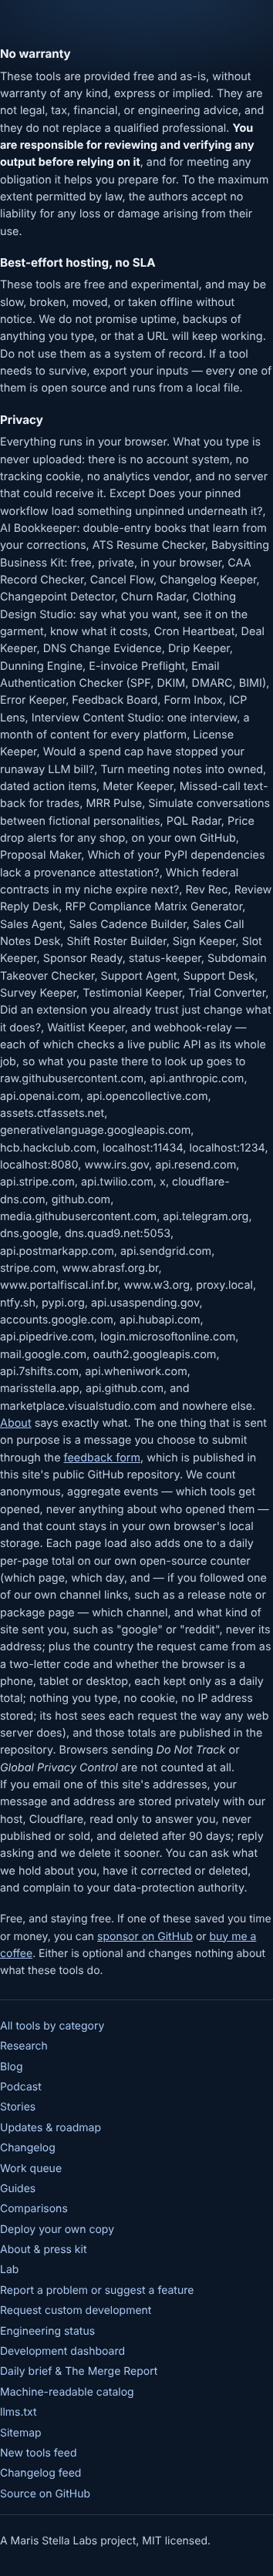 No warranty
These tools are provided free and as-is, without
warranty of any kind, express or implied. They are
not legal, tax, financial, or engineering advice, and
they do not replace a qualified professional. You
are responsible for reviewing and verifying any
output before relying on it, and for meeting any
obligation it helps you prepare for. To the maximum
extent permitted by law, the authors accept no
liability for any loss or damage arising from their
use.
Best-effort hosting, no SLA
These tools are free and experimental, and may be
slow, broken, moved, or taken offline without
notice. We do not promise uptime, backups of
anything you type, or that a URL will keep working.
Do not use them as a system of record. If a tool
needs to survive, export your inputs — every one of
them is open source and runs from a local file.
Privacy
Everything runs in your browser. What you type is
never uploaded: there is no account system, no
tracking cookie, no analytics vendor, and no server
that could receive it. Except Does your pinned
workflow load something unpinned underneath it?,
AI Bookkeeper: double-entry books that learn from
your corrections, ATS Resume Checker, Babysitting
Business Kit: free, private, in your browser, CAA
Record Checker, Cancel Flow, Changelog Keeper,
Changepoint Detector, Churn Radar, Clothing
Design Studio: say what you want, see it on the
garment, know what it costs, Cron Heartbeat, Deal
Keeper, DNS Change Evidence, Drip Keeper,
Dunning Engine, E-invoice Preflight, Email
Authentication Checker (SPF, DKIM, DMARC, BIMI),
Error Keeper, Feedback Board, Form Inbox, ICP
Lens, Interview Content Studio: one interview, a
month of content for every platform, License
Keeper, Would a spend cap have stopped your
runaway LLM bill?, Turn meeting notes into owned,
dated action items, Meter Keeper, Missed-call text-
back for trades, MRR Pulse, Simulate conversations
between fictional personalities, PQL Radar, Price
drop alerts for any shop, on your own GitHub,
Proposal Maker, Which of your PyPI dependencies
lack a provenance attestation?, Which federal
contracts in my niche expire next?, Rev Rec, Review
Reply Desk, RFP Compliance Matrix Generator,
Sales Agent, Sales Cadence Builder, Sales Call
Notes Desk, Shift Roster Builder, Sign Keeper, Slot
Keeper, Sponsor Ready, status-keeper, Subdomain
Takeover Checker, Support Agent, Support Desk,
Survey Keeper, Testimonial Keeper, Trial Converter,
Did an extension you already trust just change what
it does?, Waitlist Keeper, and webhook-relay —
each of which checks a live public API as its whole
job, so what you paste there to look up goes to
raw.githubusercontent.com, api.anthropic.com,
api.openai.com, api.opencollective.com,
assets.ctfassets.net,
generativelanguage.googleapis.com,
hcb.hackclub.com, localhost:11434, localhost:1234,
localhost:8080, www.irs.gov, api.resend.com,
api.stripe.com, api.twilio.com, x, cloudflare-
dns.com, github.com,
media.githubusercontent.com, api.telegram.org,
dns.google, dns.quad9.net:5053,
api.postmarkapp.com, api.sendgrid.com,
stripe.com, www.abrasf.org.br,
www.portalfiscal.inf.br, www.w3.org, proxy.local,
ntfy.sh, pypi.org, api.usaspending.gov,
accounts.google.com, api.hubapi.com,
api.pipedrive.com, login.microsoftonline.com,
mail.google.com, oauth2.googleapis.com,
api.7shifts.com, api.wheniwork.com,
marisstella.app, api.github.com, and
marketplace.visualstudio.com and nowhere else.
About says exactly what. The one thing that is sent
on purpose is a message you choose to submit
through the feedback form, which is published in
this site's public GitHub repository. We count
anonymous, aggregate events — which tools get
opened, never anything about who opened them —
and that count stays in your own browser's local
storage. Each page load also adds one to a daily
per-page total on our own open-source counter
(which page, which day, and — if you followed one
of our own channel links, such as a release note or
package page — which channel, and what kind of
site sent you, such as "google" or "reddit", never its
address; plus the country the request came from as
a two-letter code and whether the browser is a
phone, tablet or desktop, each kept only as a daily
total; nothing you type, no cookie, no IP address
stored; its host sees each request the way any web
server does), and those totals are published in the
repository. Browsers sending Do Not Track or
Global Privacy Control are not counted at all.
If you email one of this site's addresses, your
message and address are stored privately with our
host, Cloudflare, read only to answer you, never
published or sold, and deleted after 90 days; reply
asking and we delete it sooner. You can ask what
we hold about you, have it corrected or deleted,
and complain to your data-protection authority.
Free, and staying free. If one of these saved you time
or money, you can sponsor on GitHub or buy me a
coffee. Either is optional and changes nothing about
what these tools do.
All tools by category
Research
Blog
Podcast
Stories
Updates & roadmap
Changelog
Work queue
Guides
Comparisons
Deploy your own copy
About & press kit
Lab
Report a problem or suggest a feature
Request custom development
Engineering status
Development dashboard
Daily brief & The Merge Report
Machine-readable catalog
llms.txt
Sitemap
New tools feed
Changelog feed
Source on GitHub
A Maris Stella Labs project, MIT licensed.